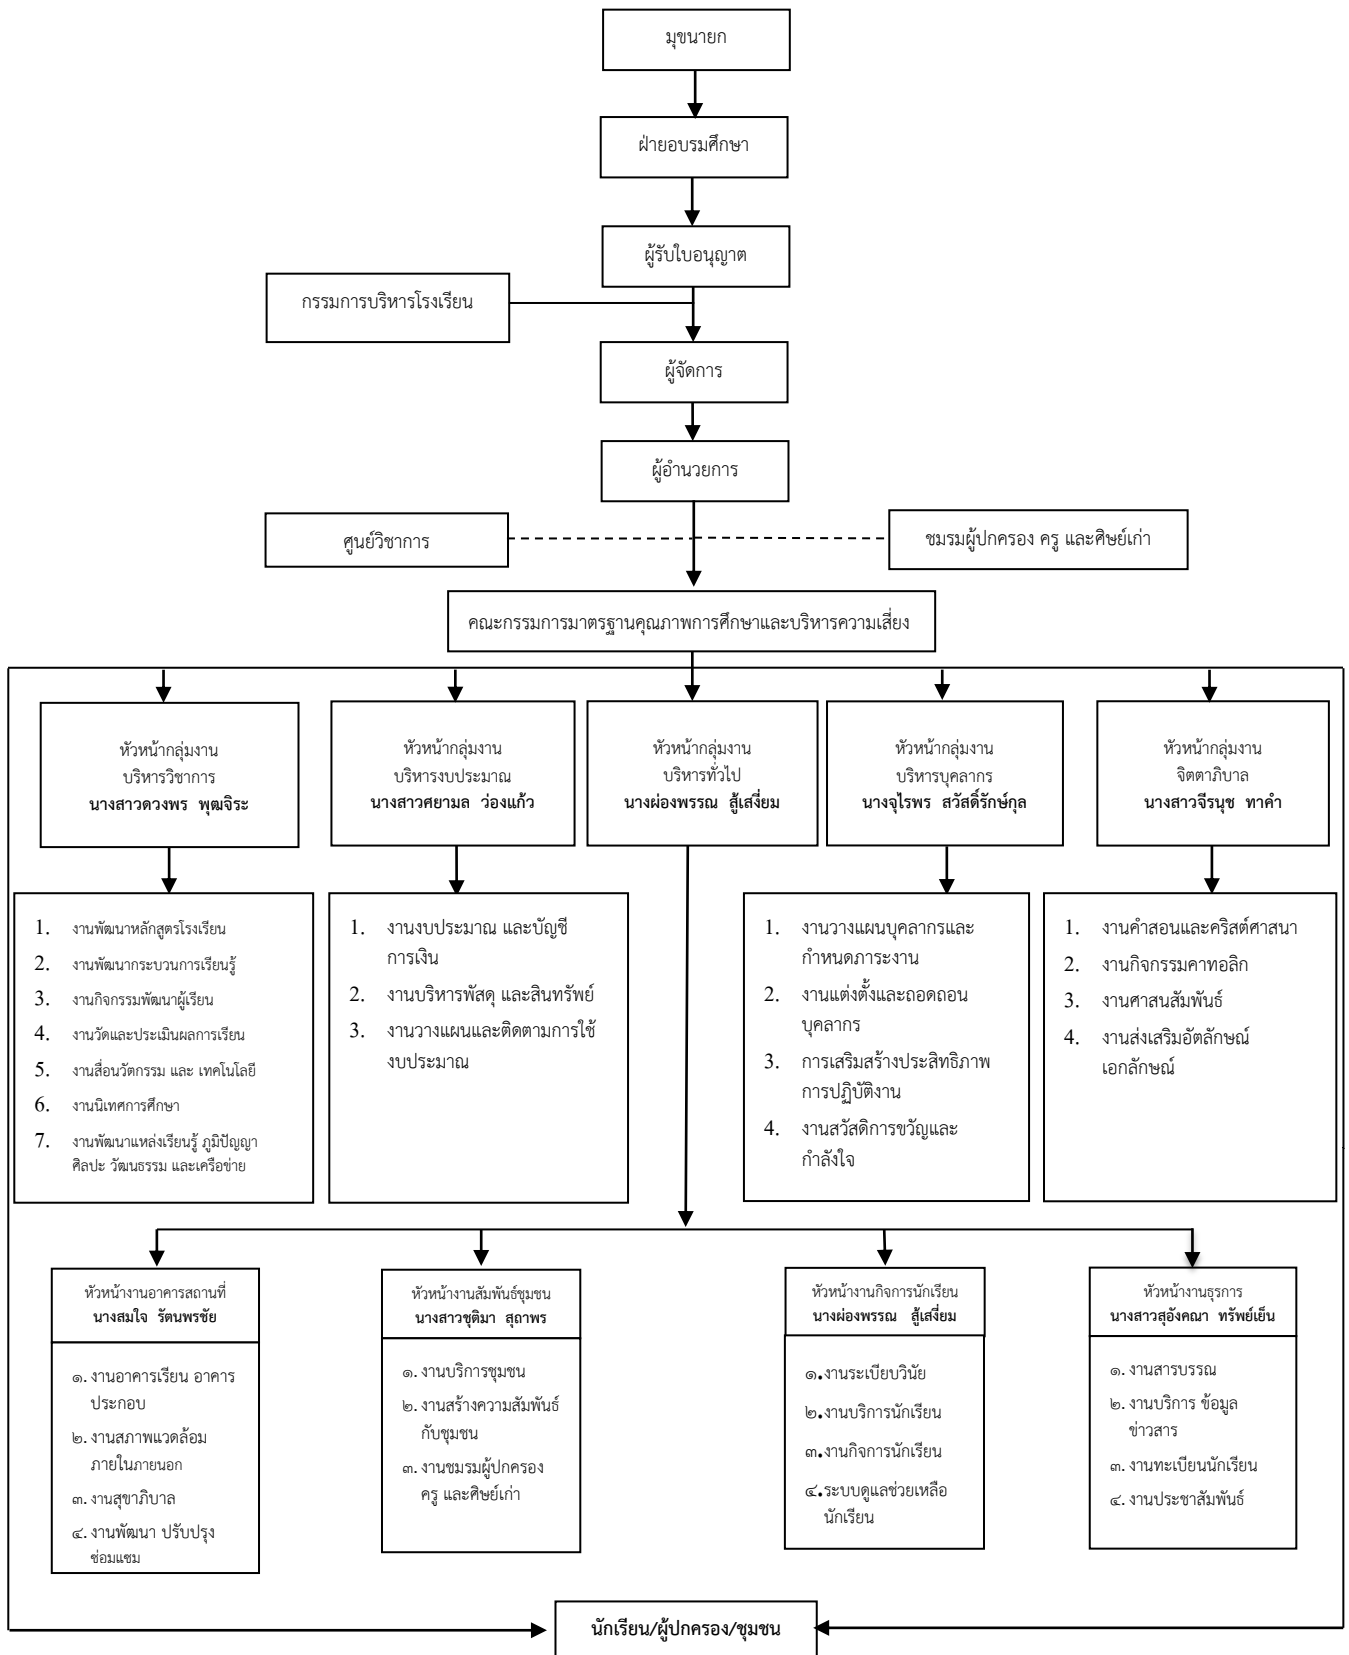 มุขนายก
ฝ่ายอบรมศึกษา
ผู้รับใบอนุญาต
กรรมการบริหารโรงเรียน
ผู้จัดการ
ผู้อำนวยการ
ศูนย์วิชาการ
ชมรมผู้ปกครอง ครู และศิษย์เก่า
คณะกรรมการมาตรฐานคุณภาพการศึกษาและบริหารความเสี่ยง
หัวหน้ากลุ่มงาน
บริหารวิชาการ
นางสาวดวงพร พุฒจิระ
หัวหน้ากลุ่มงาน
บริหารงบประมาณ
นางสาวศยามล ว่องแก้ว
หัวหน้ากลุ่มงาน
บริหารทั่วไป
นางผ่องพรรณ สู้เสงี่ยม
หัวหน้ากลุ่มงาน
บริหารบุคลากร
นางจุไรพร สวัสดิ์รักษ์กุล
หัวหน้ากลุ่มงาน
จิตตาภิบาล
นางสาวจีรนุช ทาคำ
1. งานพัฒนาหลักสูตรโรงเรียน
2. งานพัฒนากระบวนการเรียนรู้
3. งานกิจกรรมพัฒนาผู้เรียน
4. งานวัดและประเมินผลการเรียน
5. งานสื่อนวัตกรรม และ เทคโนโลยี
6. งานนิเทศการศึกษา
7. งานพัฒนาแหล่งเรียนรู้ ภูมิปัญญา
ศิลปะ วัฒนธรรม และเครือข่าย
1. งานงบประมาณ และบัญชี
การเงิน
2. งานบริหารพัสดุ และสินทรัพย์
3. งานวางแผนและติดตามการใช้
งบประมาณ
1. งานวางแผนบุคลากรและ
กำหนดภาระงาน
2. งานแต่งตั้งและถอดถอน
บุคลากร
3. การเสริมสร้างประสิทธิภาพ
การปฏิบัติงาน
4. งานสวัสดิการขวัญและ
กำลังใจ
1. งานคำสอนและคริสต์ศาสนา
2. งานกิจกรรมคาทอลิก
3. งานศาสนสัมพันธ์
4. งานส่งเสริมอัตลักษณ์
เอกลักษณ์
หัวหน้างานอาคารสถานที่
นางสมใจ รัตนพรชัย
๑. งานอาคารเรียน อาคาร
ประกอบ
๒. งานสภาพแวดล้อม
ภายในภายนอก
๓. งานสุขาภิบาล
๔. งานพัฒนา ปรับปรุง
ซ่อมแซม
หัวหน้างานสัมพันธ์ชุมชน
นางสาวชุติมา สุถาพร
๑. งานบริการชุมชน
๒. งานสร้างความสัมพันธ์
กับชุมชน
๓. งานชมรมผู้ปกครอง
ครู และศิษย์เก่า
หัวหน้างานกิจการนักเรียน
นางผ่องพรรณ สู้เสงี่ยม
๑.งานระเบียบวินัย
๒.งานบริการนักเรียน
๓.งานกิจการนักเรียน
๔.ระบบดูแลช่วยเหลือ
นักเรียน
หัวหน้างานธุรการ
นางสาวสุอังคณา ทรัพย์เย็น
๑. งานสารบรรณ
๒. งานบริการ ข้อมูล
ข่าวสาร
๓. งานทะเบียนนักเรียน
๔. งานประชาสัมพันธ์
นักเรียน/ผู้ปกครอง/ชุมชน